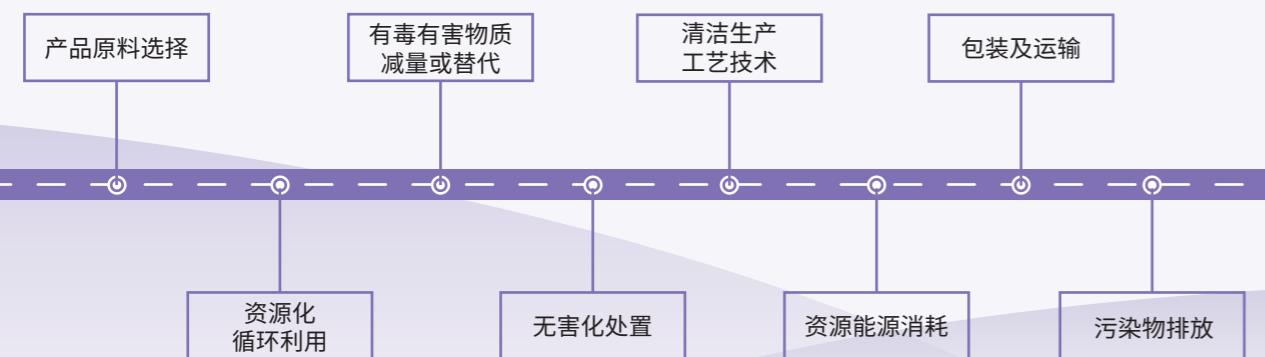 产品原料选择
有毒有害物质
减量或替代
清洁生产
工艺技术
包装及运输
资源化
循环利用
无害化处置
资源能源消耗
污染物排放